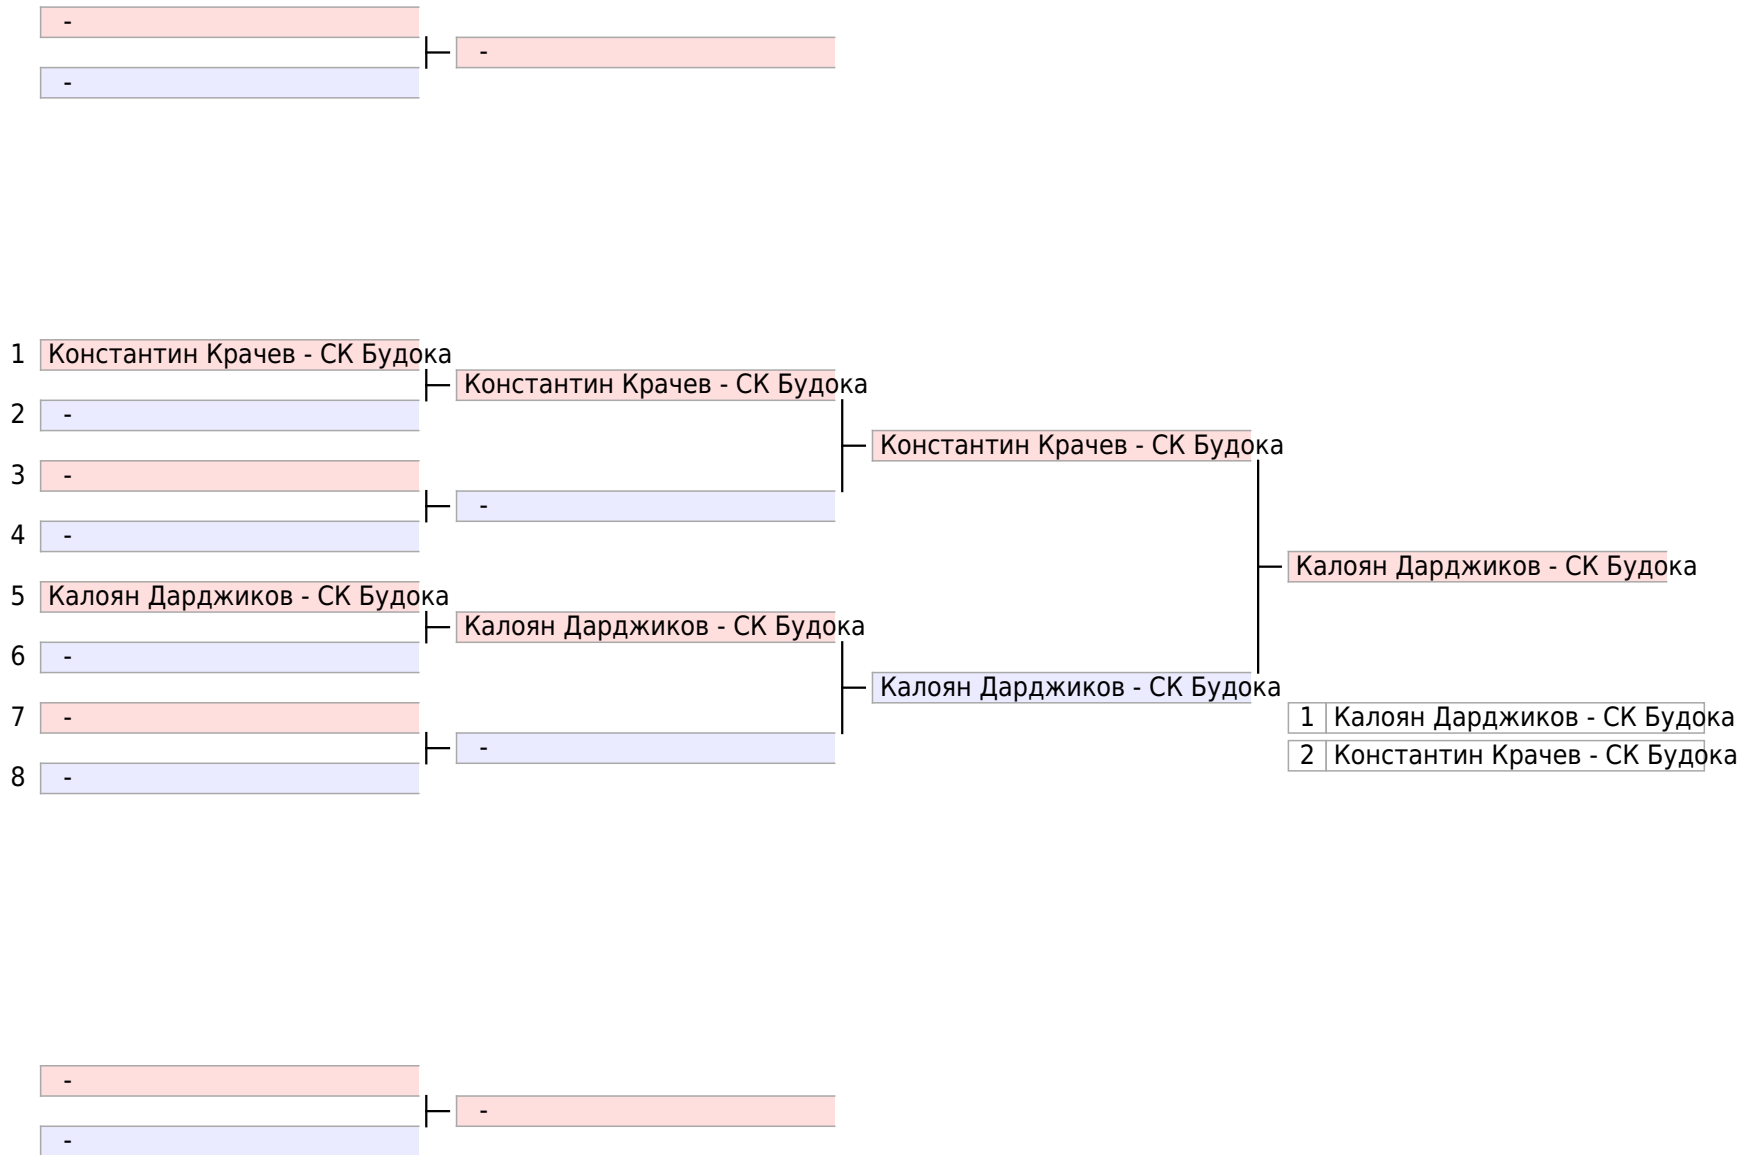 -
-
-
1 Константин Крачев - СК Будока
Константин Крачев - СК Будока
2 -
Константин Крачев - СК Будока
3 -
-
4 -
Калоян Дарджиков - СК Будока
5 Калоян Дарджиков - СК Будока
Калоян Дарджиков - СК Будока
6 -
Калоян Дарджиков - СК Будока
7 -
1 Калоян Дарджиков - СК Будока
-
2 Константин Крачев - СК Будока
8 -
-
-
-